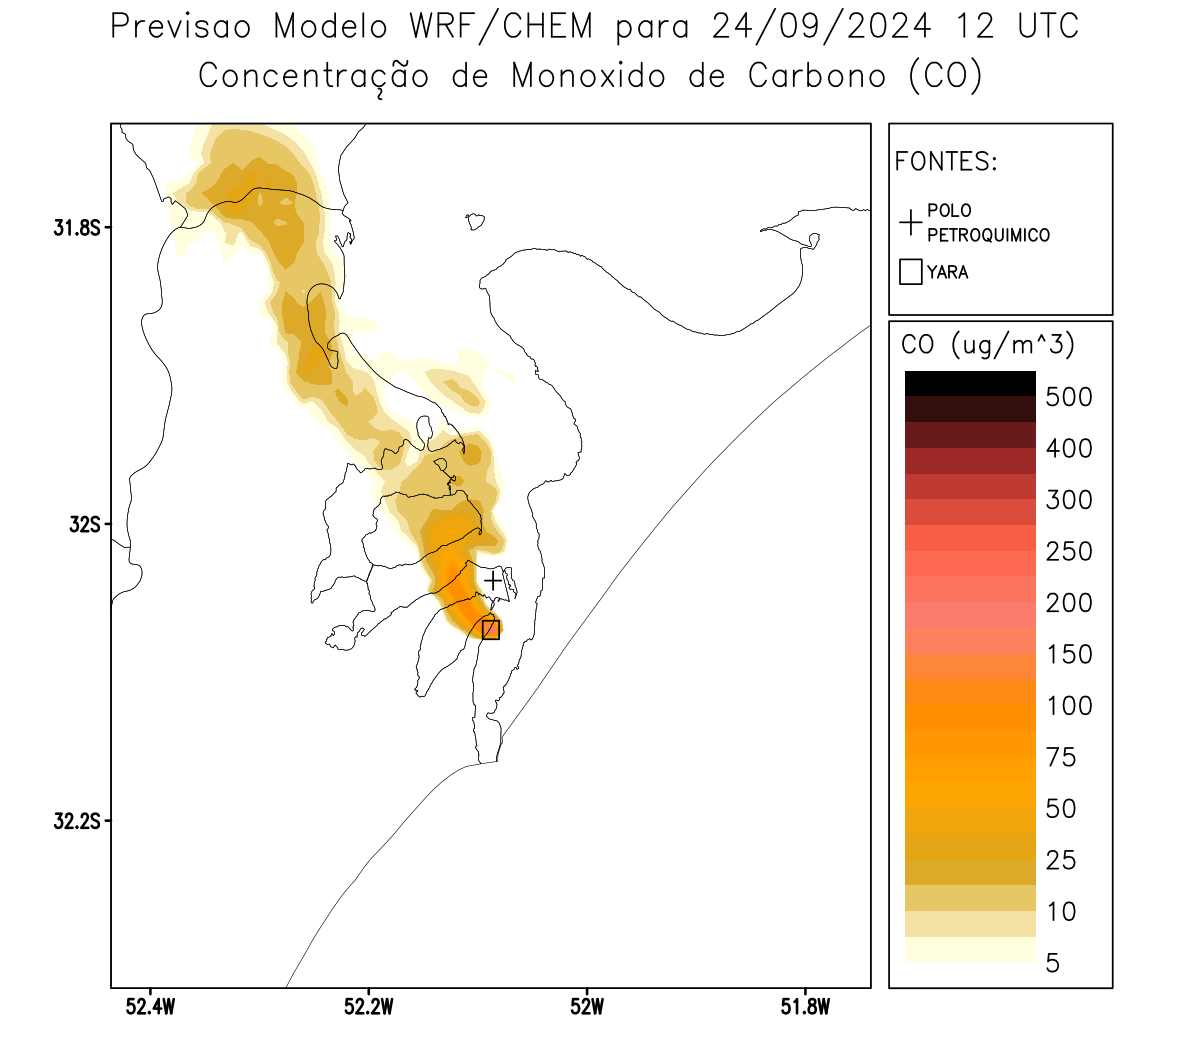 Previsao Modelo WRF/CHEM para 24/09/2024 12 UTC
Concentração de Monoxido de Carbono (CO)
FONTES:
POLO
PETROQUIMICO
YARA
CO (ug/m^3)
500
400
300
250
200
150
100
75
50
25
10
5
31.8S
32S
32.2S
52.4W
52.2W
52W
51.8W